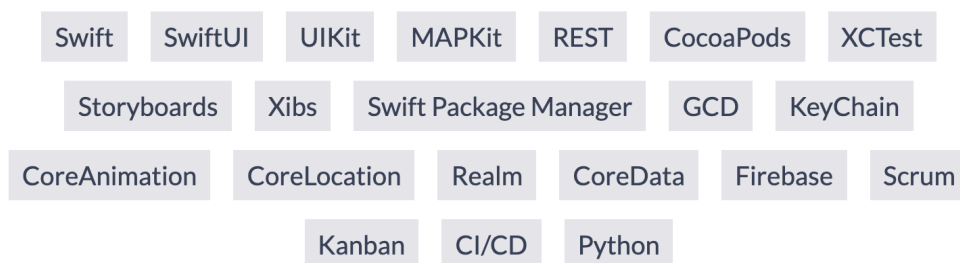 Swift SwiftUI UIKit MAPKit REST CocoaPods XCTest
Storyboards Xibs Swift Package Manager GCD KeyChain
CoreAnimation CoreLocation Realm CoreData Firebase Scrum
Kanban CI/CD Python